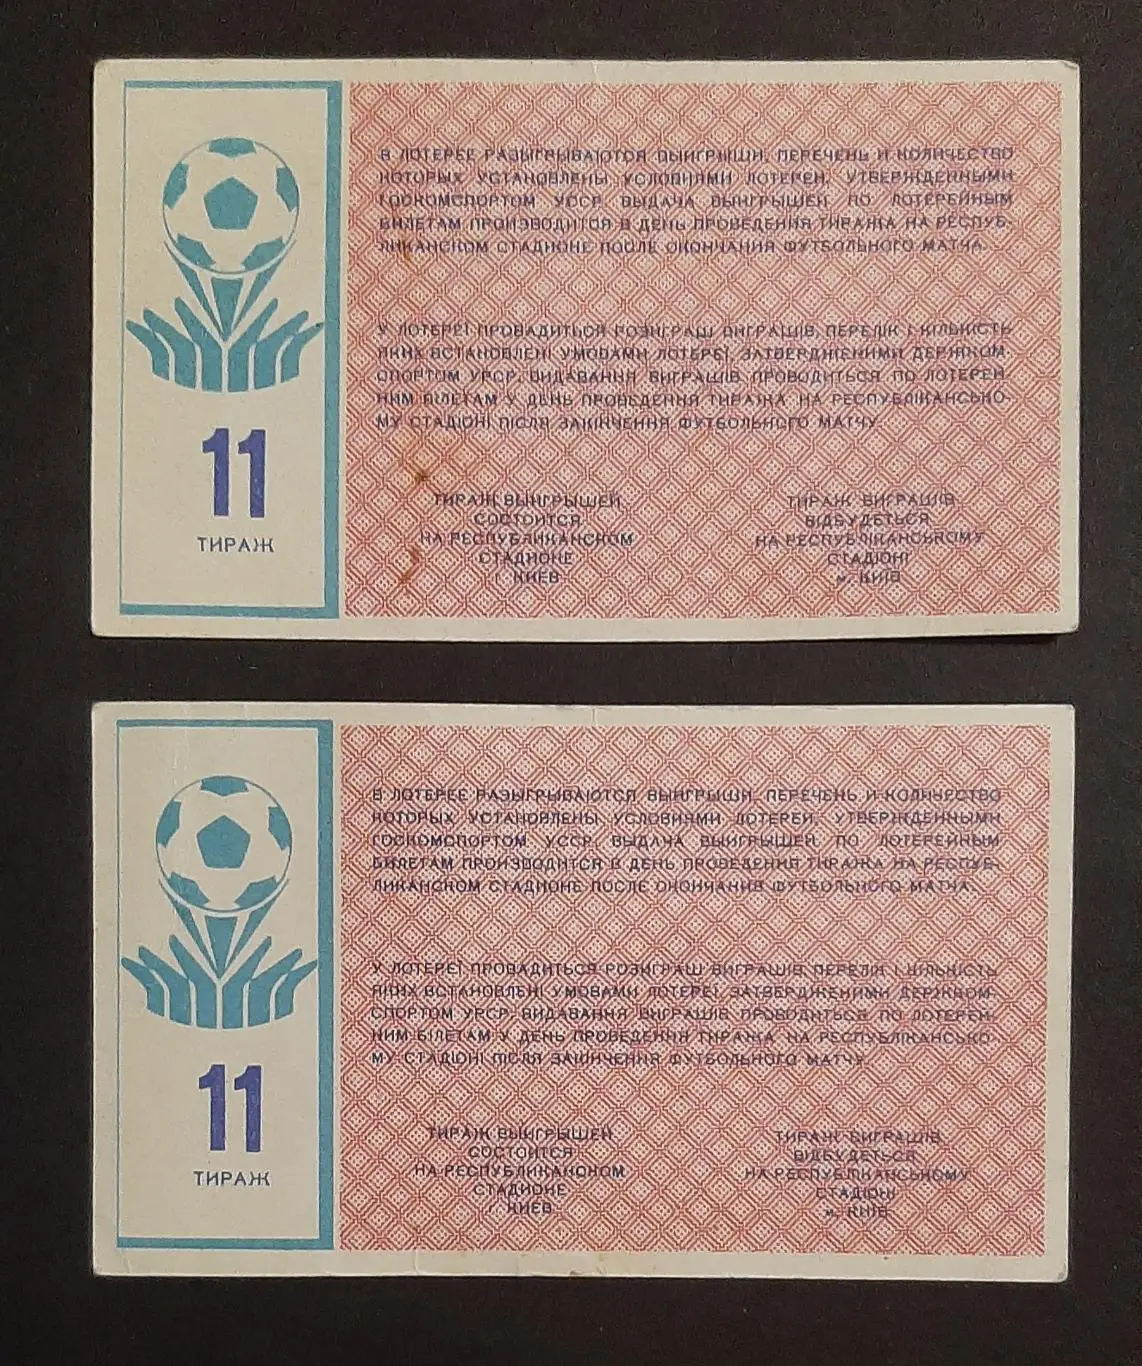 В ЛОТЕРЕЕ РАЗЫГРЫВАЮТСЯ ВЫИГРЫШИ, ПЕРЕЧЕНЬ И КОЛИЧЕСТВО
КОТОРЫХ УСТАНОВЛЕНЫ УСЛОВИЯМИ ЛОТЕРЕИ, УТВЕРЖДЕННЫМИ
ГОСКОМСПОРТОМ УССР. ВЫДАЧА ВЫИГРЫШЕЙ ПО ЛОТЕРЕЙНЫМ
БИЛЕТАМ ПРОИЗВОДИТСЯ В ДЕНЬ ПРОВЕДЕНИЯ ТИРАЖА НА РЕСПУБ-
ЛИКАНСКОМ СТАДИОНЕ ПОСЛЕ ОКОНЧАНИЯ ФУТБОЛЬНОГО МАТЧА.
У ЛОТЕРЕЇ ПРОВАДИТЬСЯ РОЗИГРАШ ВИГРАШІВ, ПЕРЕЛІК І КІЛЬКІСТЬ
ЯКИХ ВСТАНОВЛЕНІ УМОВАМИ ЛОТЕРЕЇ, ЗАТВЕРДЖЕНИМИ ДЕРЖКОМ-
СПОРТОМ УРСР. ВИДАВАННЯ ВИГРАШІВ ПРОВОДИТЬСЯ ПО ЛОТЕРЕЙ-
НИМ БІЛЕТАМ У ДЕНЬ ПРОВЕДЕННЯ ТИРАЖА НА РЕСПУБЛІКАНСЬКО-
МУ СТАДІОНІ ПІСЛЯ ЗАКІНЧЕННЯ ФУТБОЛЬНОГО МАТЧУ.
11
ТИРАЖ
ТИРАЖ ВЫИГРЫШЕЙ
СОСТОИТСЯ
НА РЕСПУБЛИКАНСКОМ
СТАДИОНЕ
г. КИЕВ
ТИРАЖ ВИГРАШІВ
ВІДБУДЕТЬСЯ
НА РЕСПУБЛІКАНСЬКОМУ
СТАДІОНІ
м. КИЇВ
В ЛОТЕРЕЕ РАЗЫГРЫВАЮТСЯ ВЫИГРЫШИ, ПЕРЕЧЕНЬ И КОЛИЧЕСТВО
КОТОРЫХ УСТАНОВЛЕНЫ УСЛОВИЯМИ ЛОТЕРЕИ, УТВЕРЖДЕННЫМИ
ГОСКОМСПОРТОМ УССР. ВЫДАЧА ВЫИГРЫШЕЙ ПО ЛОТЕРЕЙНЫМ
БИЛЕТАМ ПРОИЗВОДИТСЯ В ДЕНЬ ПРОВЕДЕНИЯ ТИРАЖА НА РЕСПУБ-
ЛИКАНСКОМ СТАДИОНЕ ПОСЛЕ ОКОНЧАНИЯ ФУТБОЛЬНОГО МАТЧА.
У ЛОТЕРЕЇ ПРОВАДИТЬСЯ РОЗИГРАШ ВИГРАШІВ, ПЕРЕЛІК І КІЛЬКІСТЬ
ЯКИХ ВСТАНОВЛЕНІ УМОВАМИ ЛОТЕРЕЇ, ЗАТВЕРДЖЕНИМИ ДЕРЖКОМ-
СПОРТОМ УРСР. ВИДАВАННЯ ВИГРАШІВ ПРОВОДИТЬСЯ ПО ЛОТЕРЕЙ-
НИМ БІЛЕТАМ У ДЕНЬ ПРОВЕДЕННЯ ТИРАЖА НА РЕСПУБЛІКАНСЬКО-
МУ СТАДІОНІ ПІСЛЯ ЗАКІНЧЕННЯ ФУТБОЛЬНОГО МАТЧУ.
11
ТИРАЖ
ТИРАЖ ВЫИГРЫШЕЙ
СОСТОИТСЯ
НА РЕСПУБЛИКАНСКОМ
СТАДИОНЕ
г. КИЕВ
ТИРАЖ ВИГРАШІВ
ВІДБУДЕТЬСЯ
НА РЕСПУБЛІКАНСЬКОМУ
СТАДІОНІ
м. КИЇВ